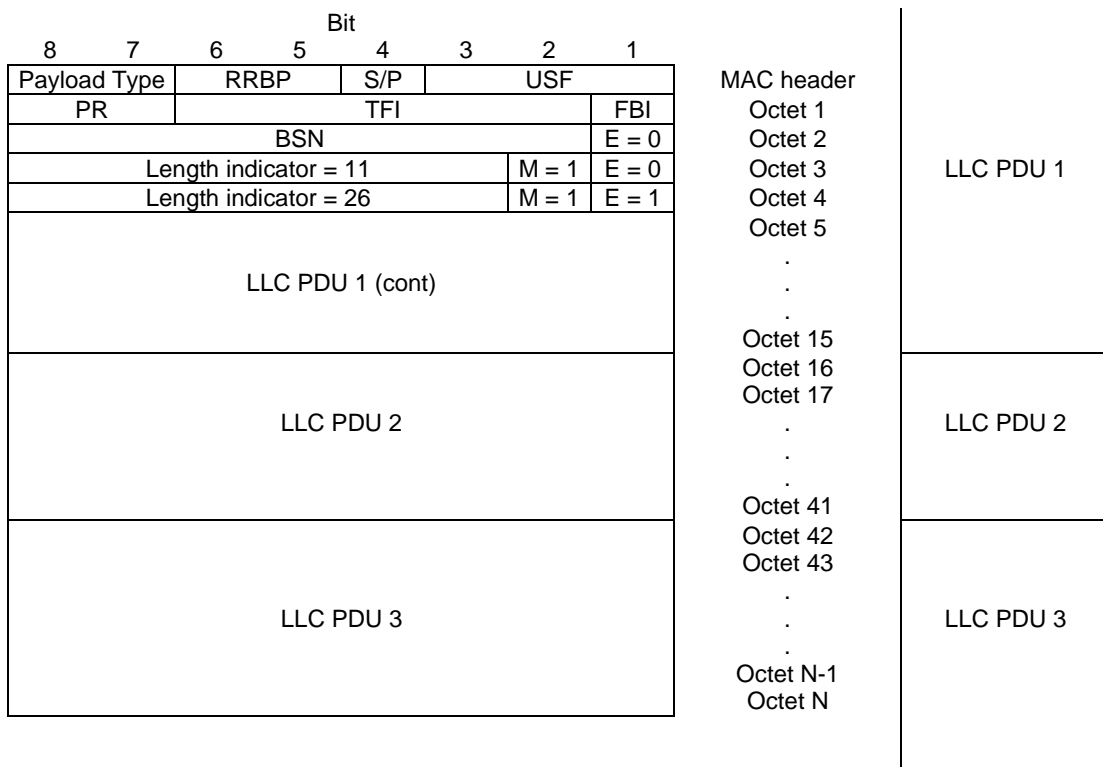 Bit
8 7 6 5 4 3 2 1
Payload Type RRBP S/P USF MAC header
PR TFI FBI Octet 1
BSN E = 0 Octet 2
Length indicator = 11 M = 1 E = 0 Octet 3 LLC PDU 1
Length indicator = 26 M = 1 E = 1 Octet 4
Octet 5
.
LLC PDU 1 (cont) .
.
Octet 15
Octet 16
Octet 17
LLC PDU 2 . LLC PDU 2
.
.
Octet 41
Octet 42
Octet 43
.
LLC PDU 3 . LLC PDU 3
.
Octet N-1
Octet N